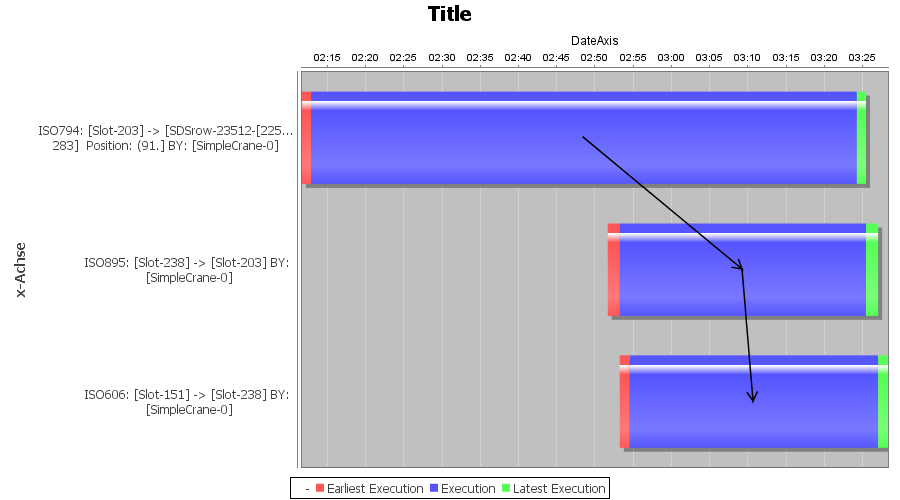 Title
DateAxis
02:15 02:20 02:25 02:30 02:35 02:40 02:45 02:50 02:55 03:00 03:05 03:10 03:15 03:20 03:25
x-Achse
ISO794: [Slot-203] -> [SDSrow-23512-[225...
283] Position: (91.] BY: [SimpleCrane-0]
ISO895: [Slot-238] -> [Slot-203] BY:
[SimpleCrane-0]
ISO606: [Slot-151] -> [Slot-238] BY:
[SimpleCrane-0]
- Earliest Execution Execution Latest Execution